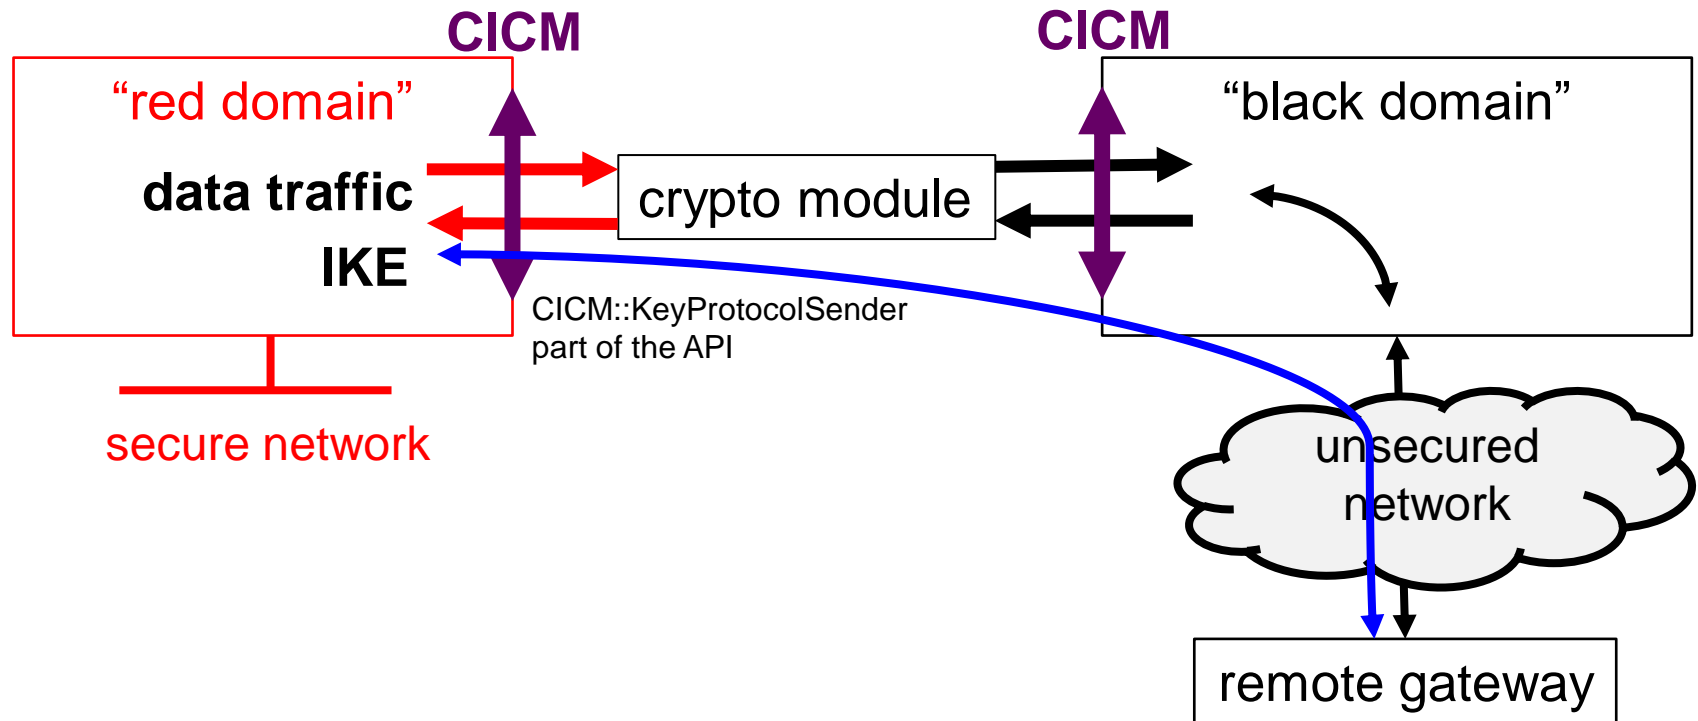 CICM
CICM
“red domain”
“black domain”
data traffic
crypto module
IKE
CICM::KeyProtocolSender
part of the API
secure network
unsecured
network
remote gateway